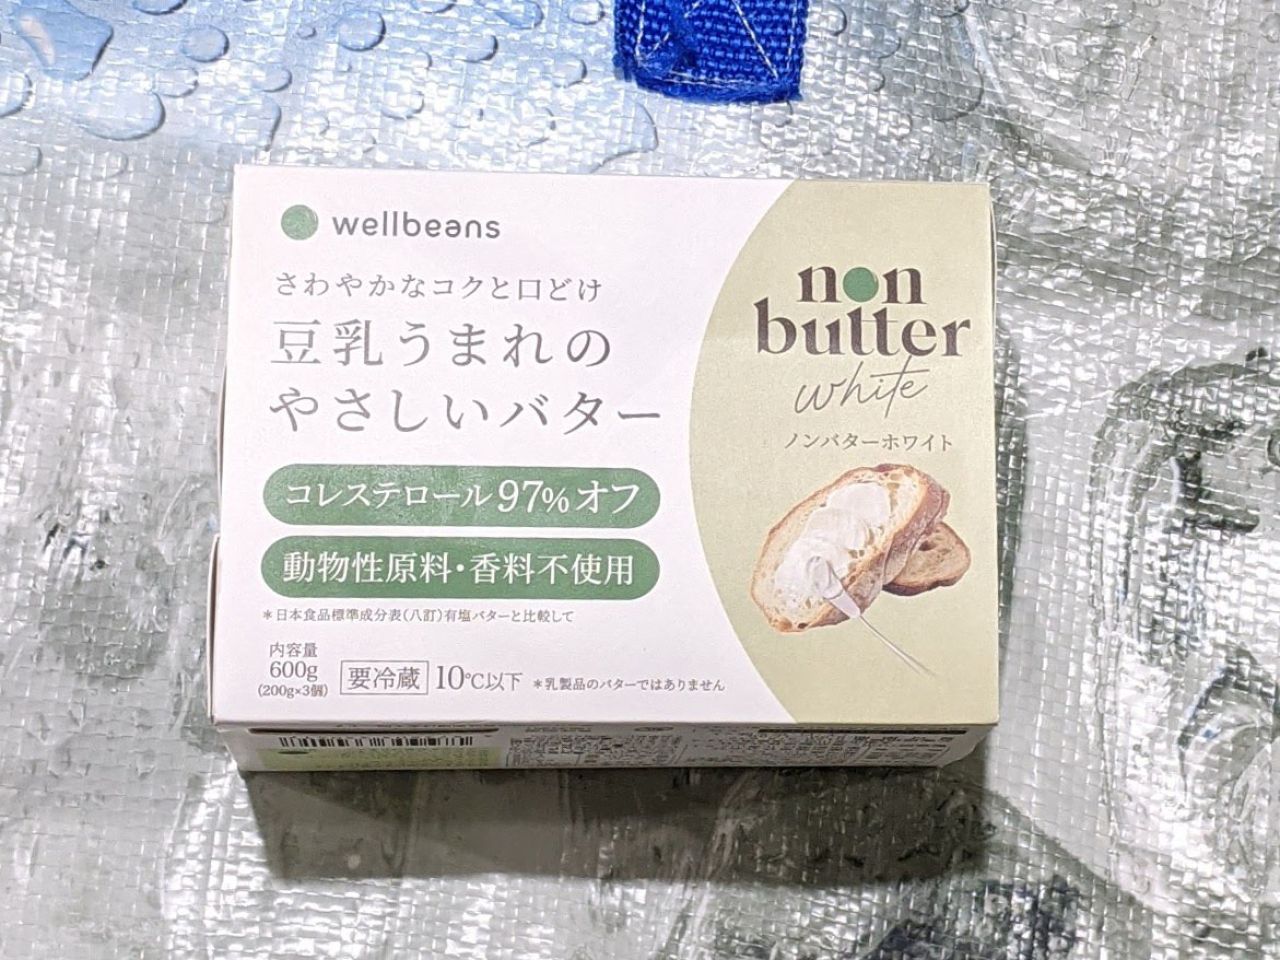 wellbeans
さわやかなコクと口どけ
豆乳うまれの
やさしいバター
コレステロール97%オフ
動物性原料・香料不使用
＊日本食品標準成分表(八訂)有塩バターと比較して
内容量
600g
(200g×3個)
要冷蔵 10℃以下 ＊乳製品のバターではありません
non
butter
white
ノンバターホワイト